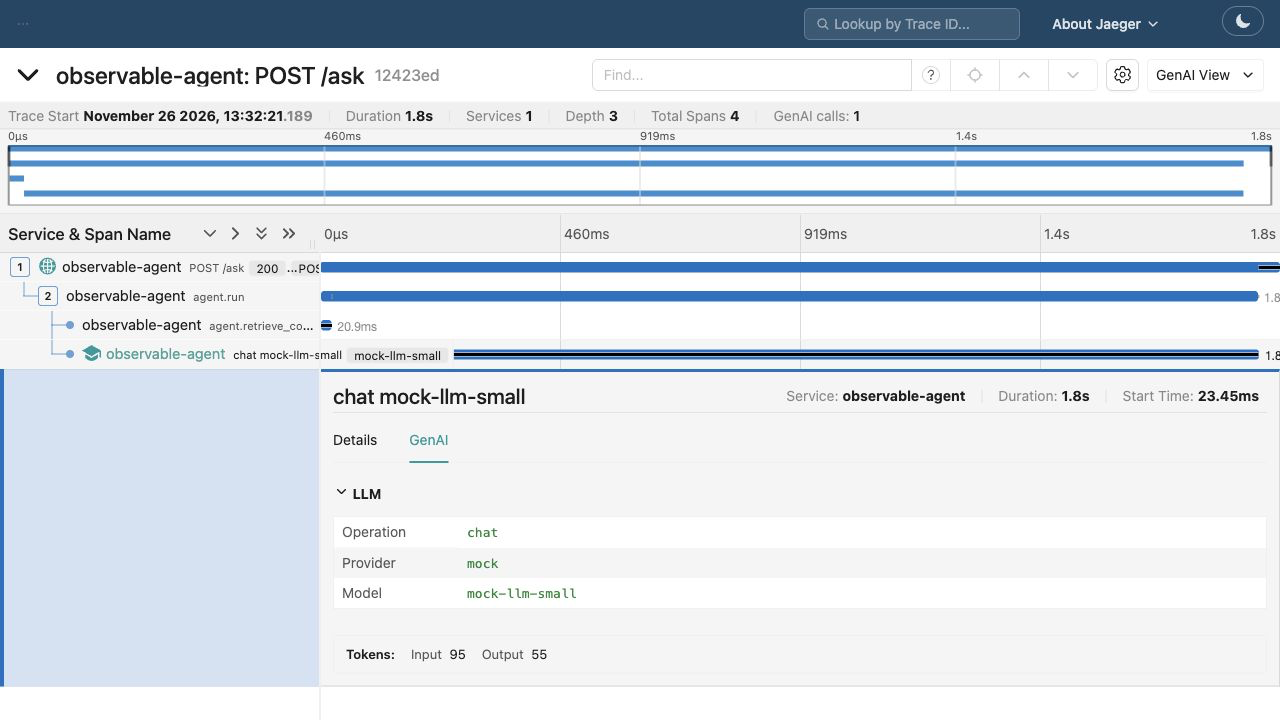 ...
Lookup by Trace ID...
About Jaeger
observable-agent: POST /ask 12423ed
Find...
?
GenAI View
Trace Start November 26 2026, 13:32:21.189 Duration 1.8s Services 1 Depth 3 Total Spans 4 GenAI calls: 1
0μs 460ms 919ms 1.4s 1.8s
Service & Span Name 0μs 460ms 919ms 1.4s 1.8s
1 observable-agent POST /ask 200 ...POS
2 observable-agent agent.run 1.8
observable-agent agent.retrieve_co... 20.9ms
observable-agent chat mock-llm-small mock-llm-small 1.8
chat mock-llm-small Service: observable-agent Duration: 1.8s Start Time: 23.45ms
Details GenAI
LLM
Operation chat
Provider mock
Model mock-llm-small
Tokens: Input 95 Output 55